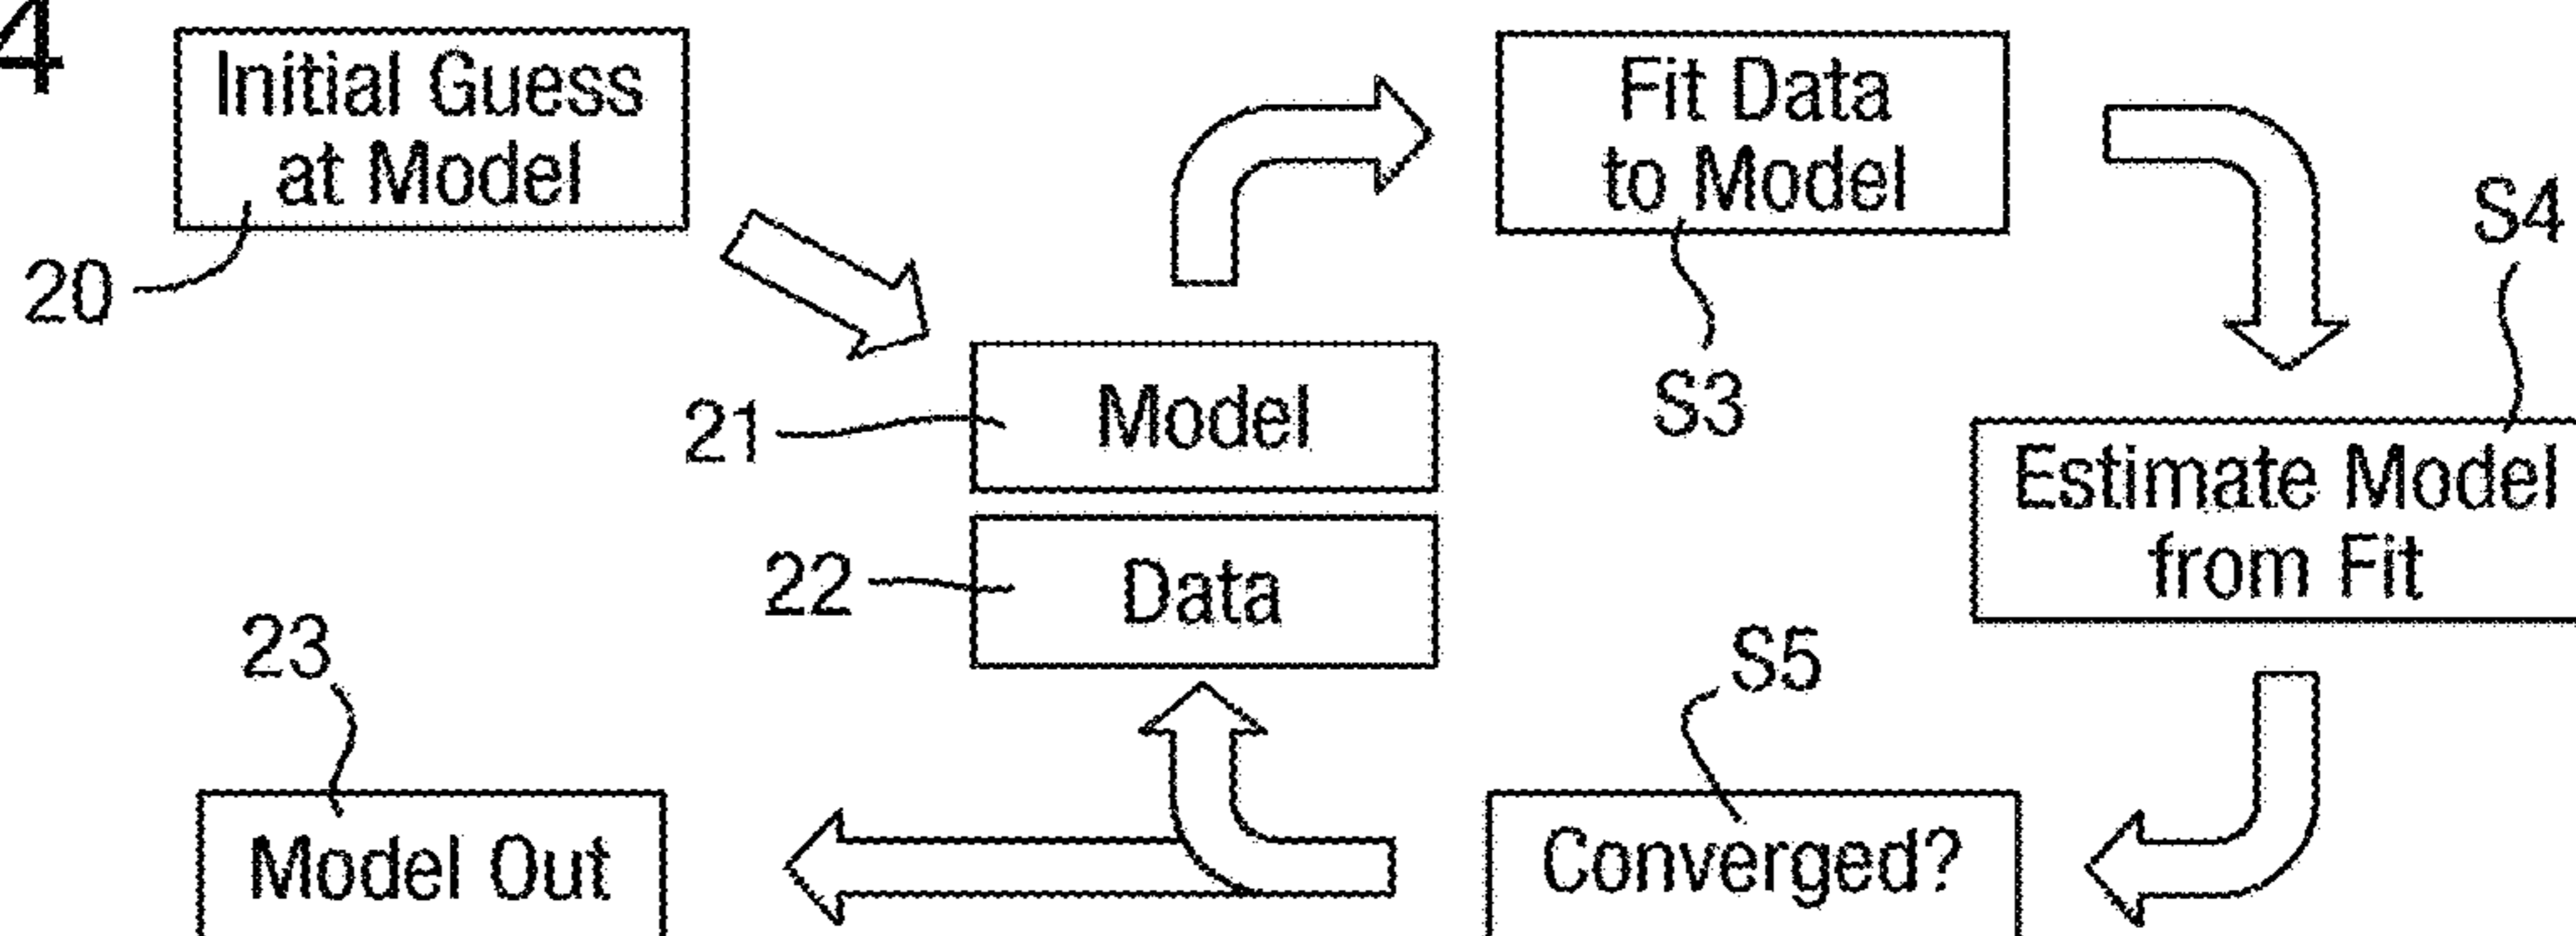 4
Initial Guess
at Model
20
Fit Data
to Model
S3
S4
Model
21
Data
22
Estimate Model
from Fit
23
S5
Model Out
Converged?